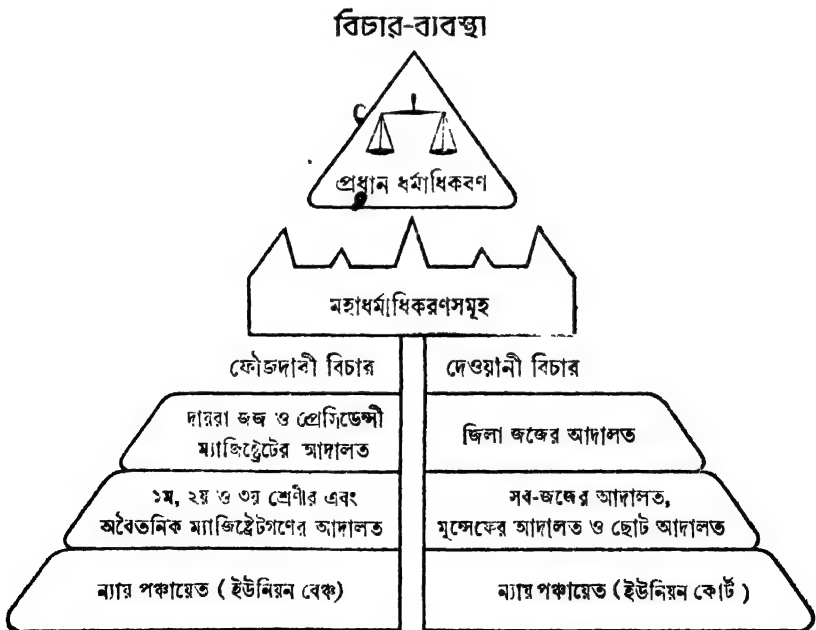 বিচার-ব্যবস্থা
প্রধান ধর্মাধিকবণ
মহাধর্মাধিকরণসমূহ
ফৌজদাবী বিচার
দেওয়ানী বিচার
দায়রা জজ ও প্রেসিডেন্সী
ম্যাজিষ্ট্রেটের আদালত
জিলা জজের আদালত
১ম, ২য় ও ৩য় শ্রেণীর এবং
অবৈতনিক ম্যাজিষ্ট্রেটগণের আদালত
সব-জজের আদালত,
মুন্সেফের আদালত ও ছোট আদালত
ন্যায় পঞ্চায়েত ( ইউনিয়ন বেঞ্চ )
ন্যায় পঞ্চায়েত ( ইউনিয়ন কোর্ট )